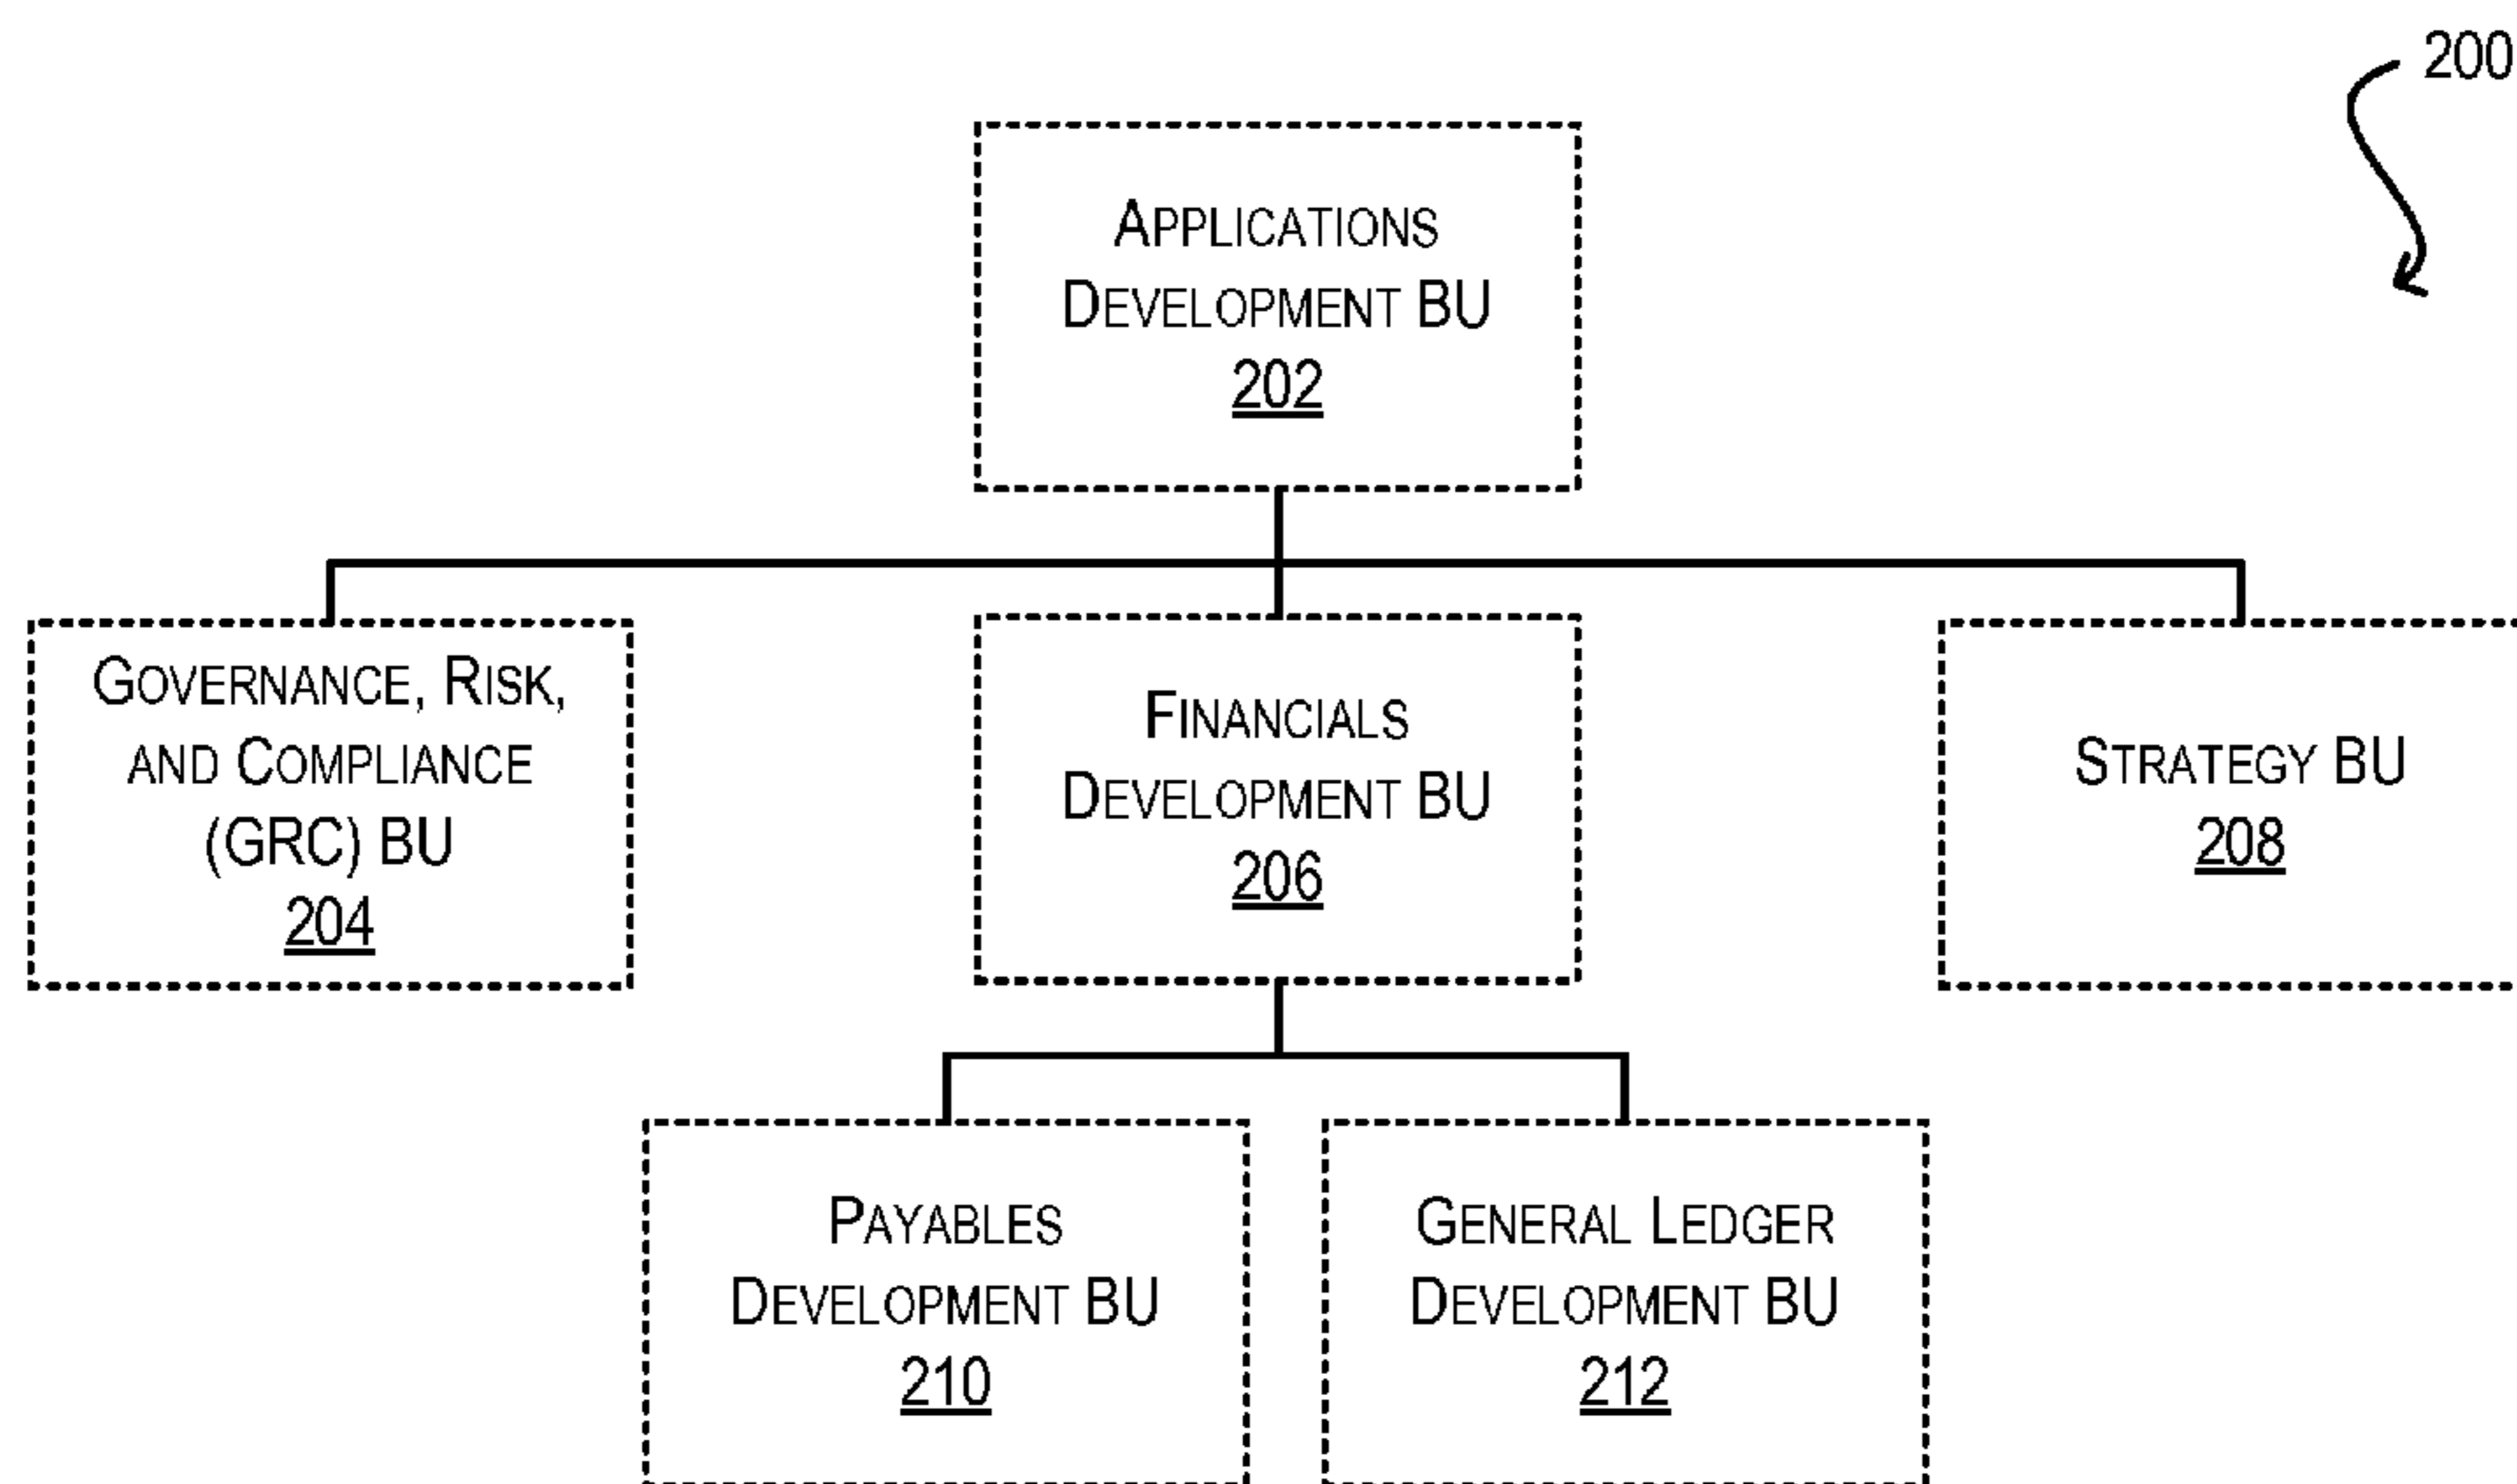 200
APPLICATIONS
DEVELOPMENT BU
202
GOVERNANCE, RISK,
AND COMPLIANCE
(GRC) BU
204
FINANCIALS
DEVELOPMENT BU
206
STRATEGY BU
208
PAYABLES
DEVELOPMENT BU
210
GENERAL LEDGER
DEVELOPMENT BU
212